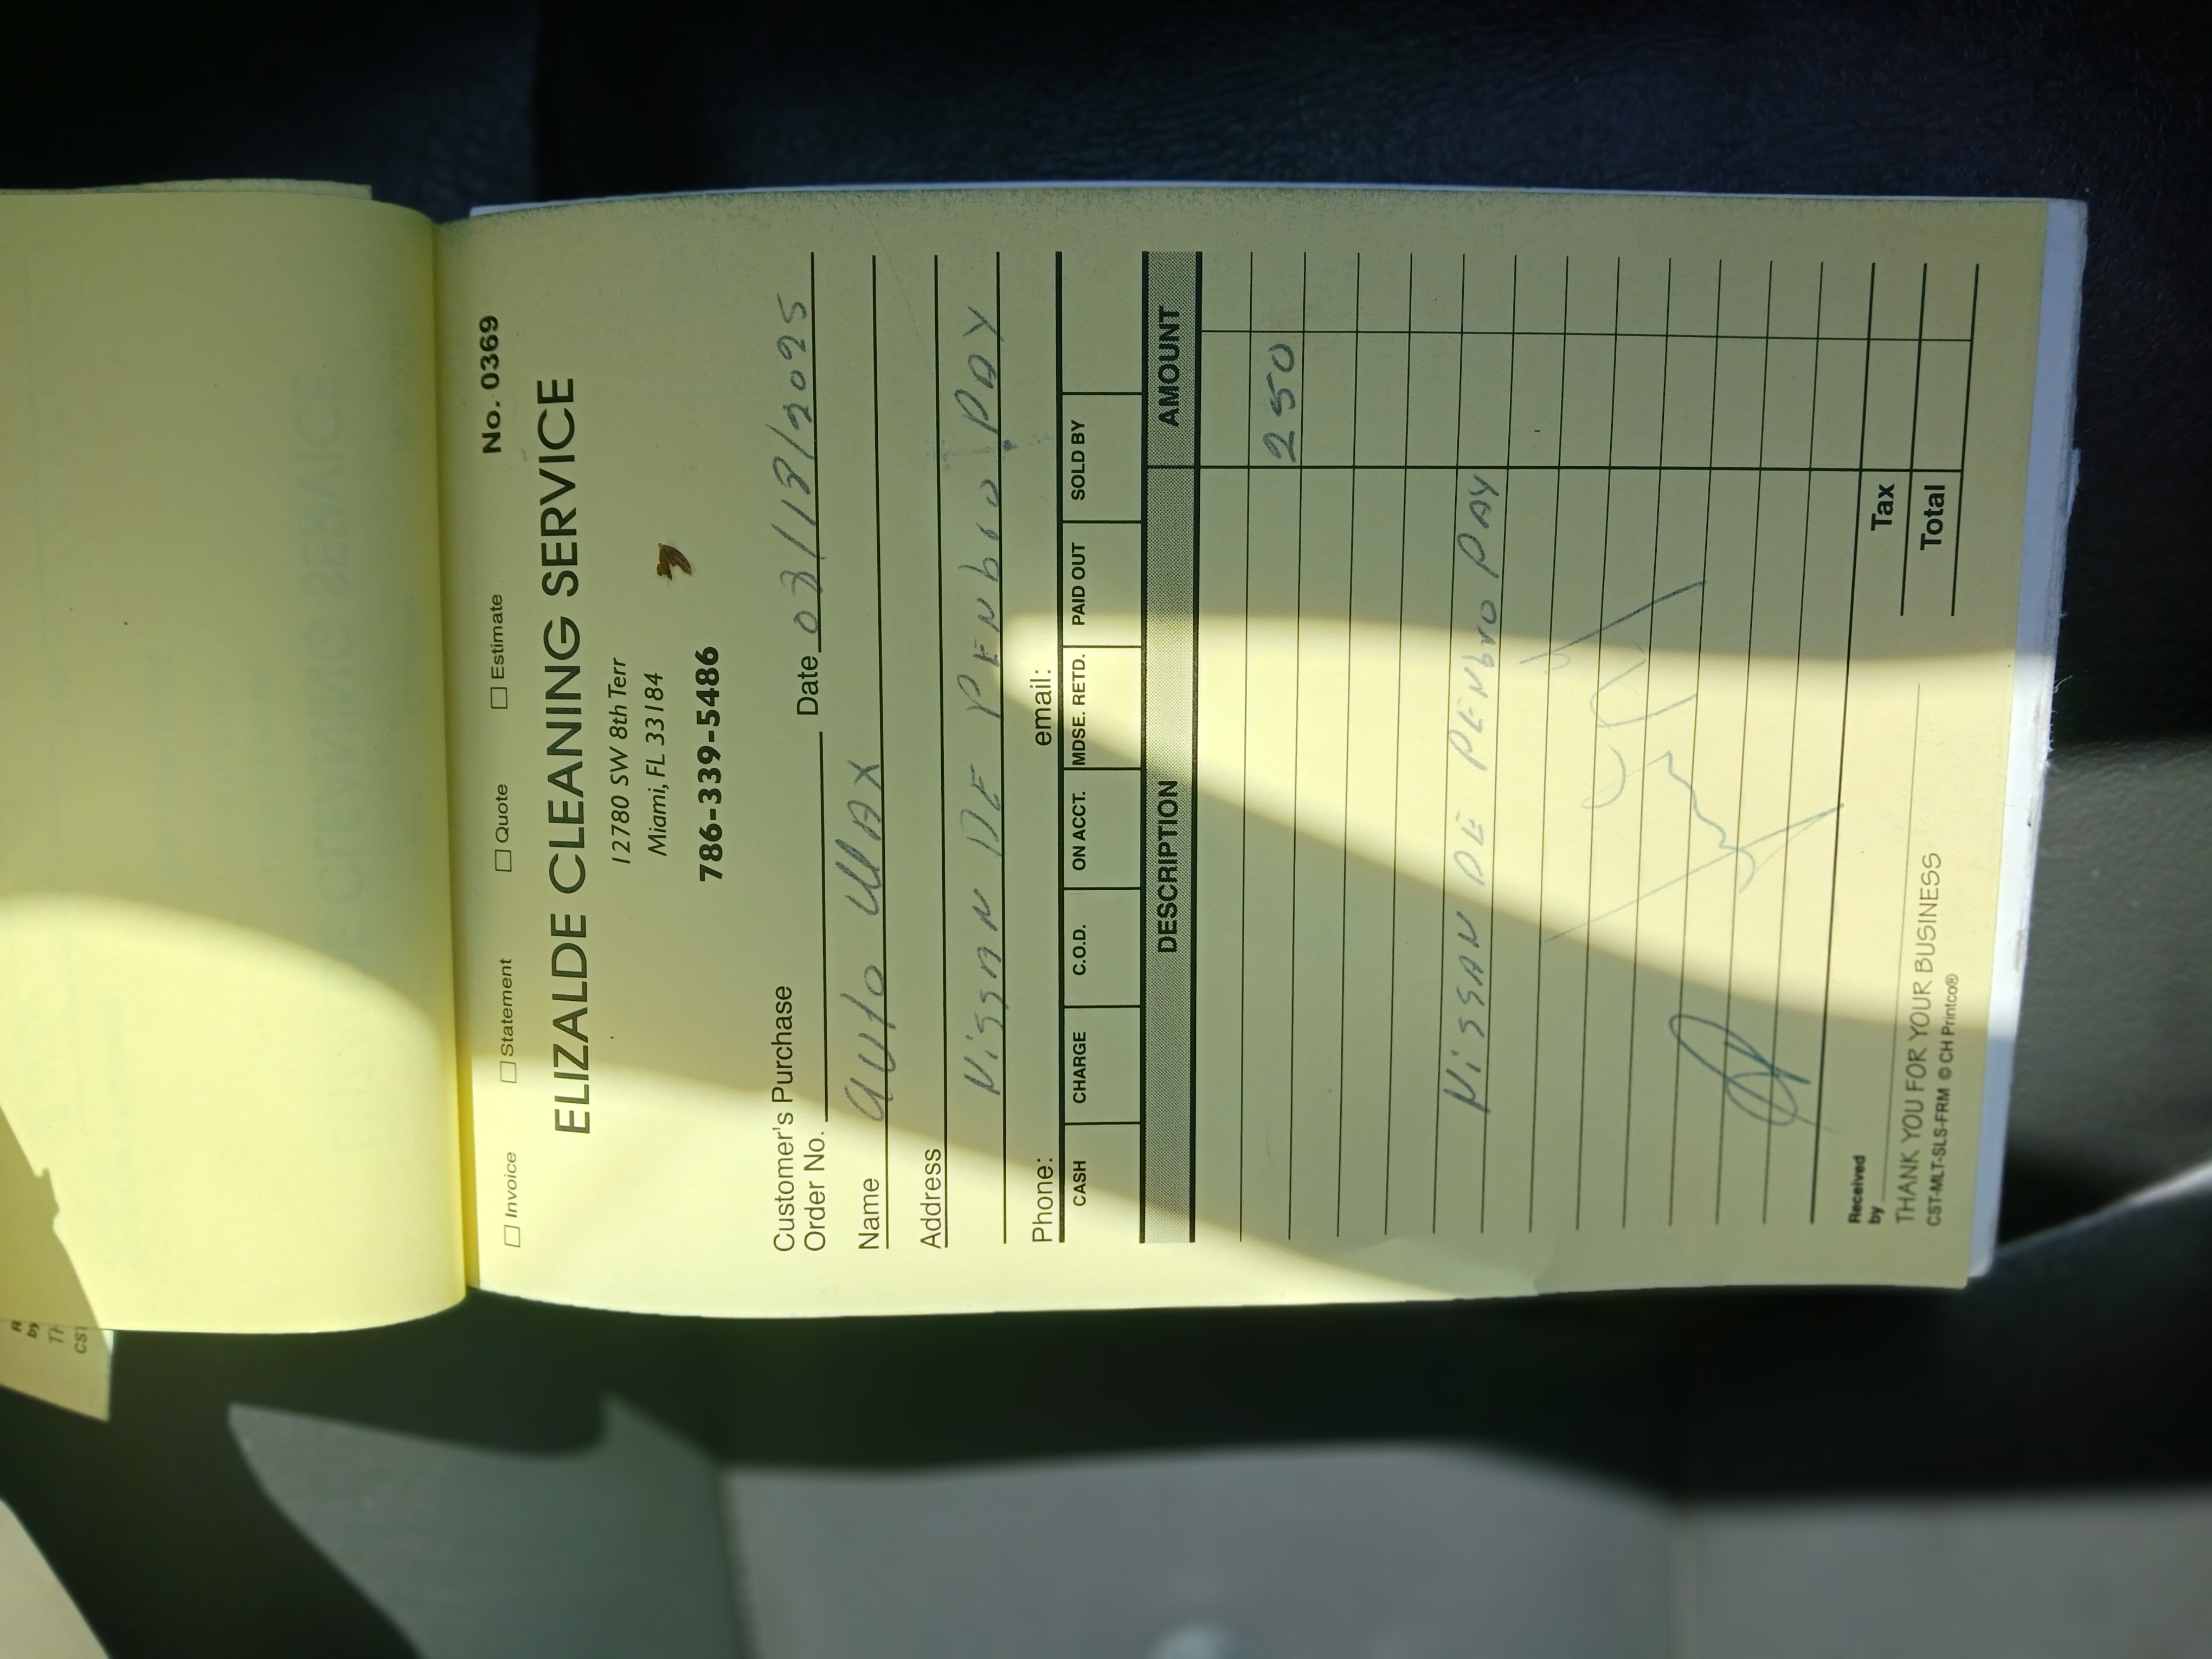 No. 0369
Invoice Statement Quote Estimate
ELIZALDE CLEANING SERVICE
12780 SW 8th Terr
Miami, FL 33184
786-339-5486
Customer's Purchase
Order No. Date 03/13/2025
Name auto Wax
Address
Nissan DE PENbro PAY
Phone: email:
CASH CHARGE C.O.D. ON ACCT. MDSE. RETD. PAID OUT SOLD BY
DESCRIPTION AMOUNT
250
NiSSAN DE PENbro PAY
Tax
Received
by
Total
THANK YOU FOR YOUR BUSINESS
CST-MLT-SLS-FRM © CH Printco®